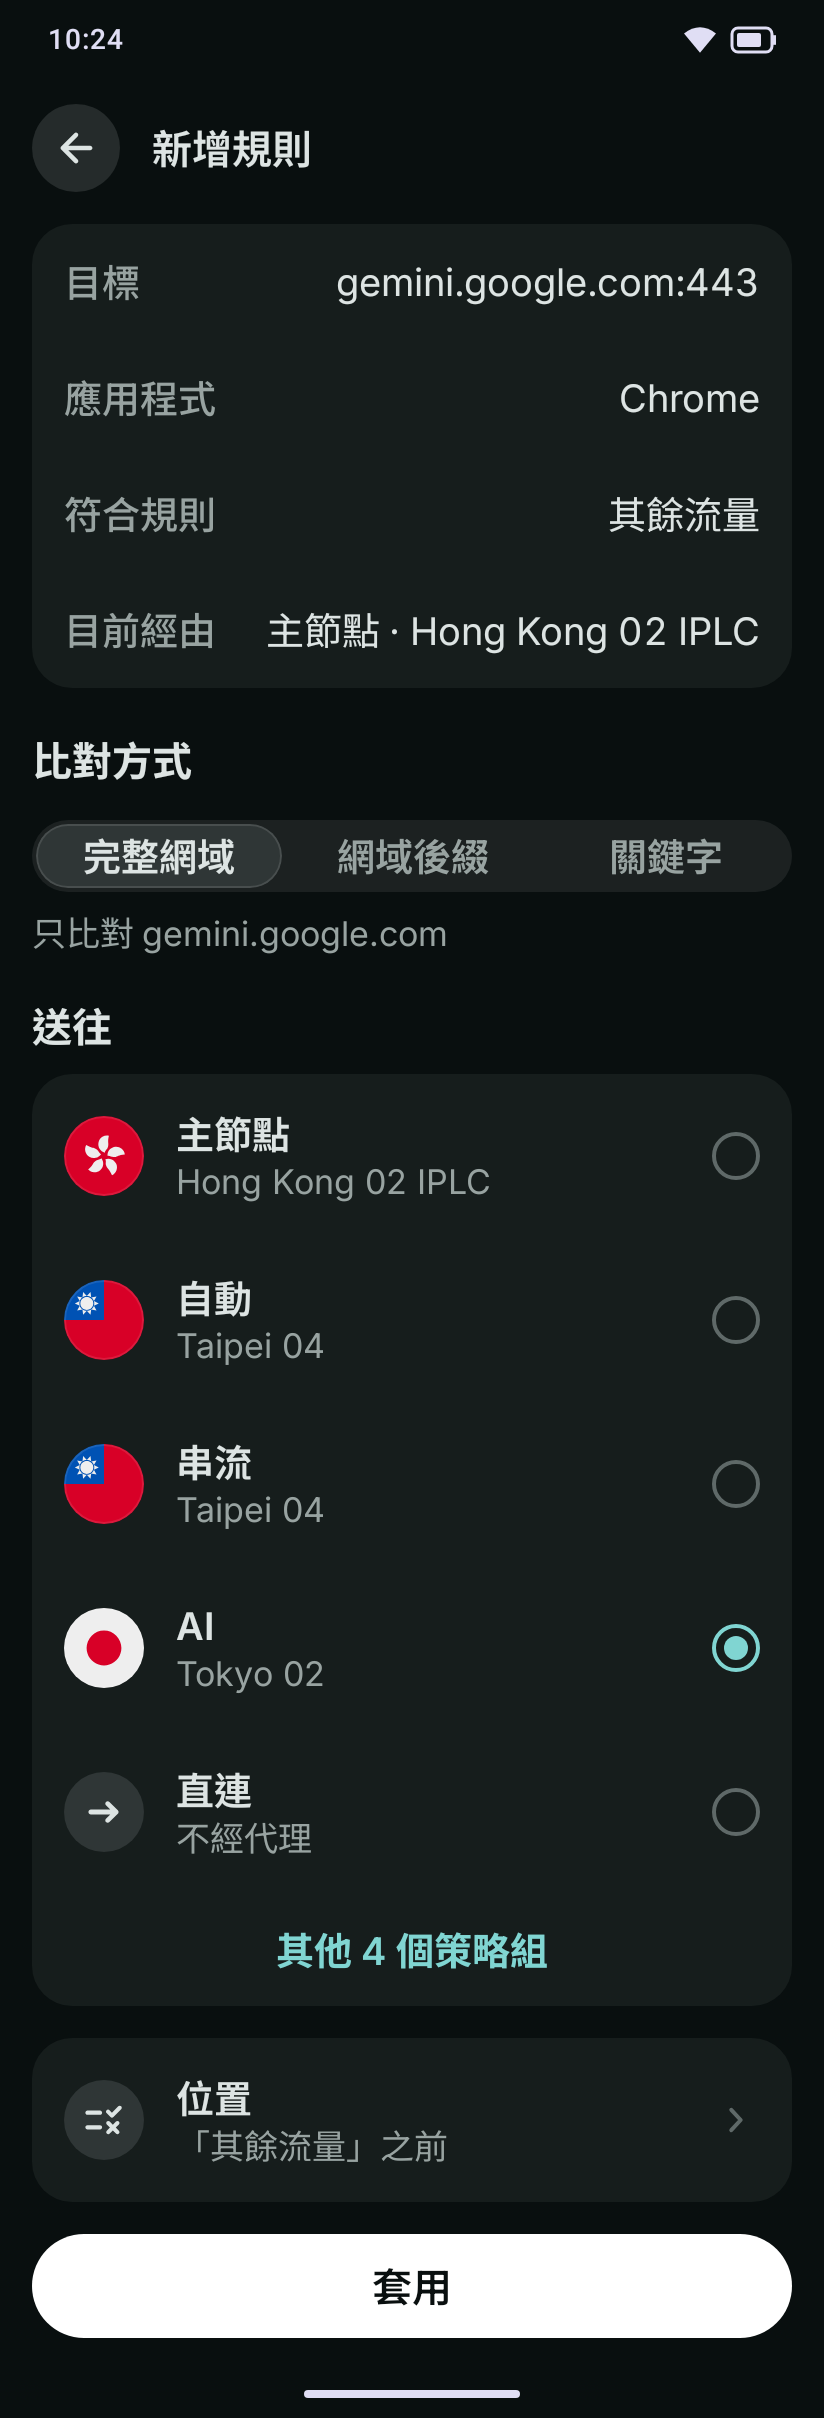 10:24
新增規則
目標 gemini.google.com:443
應用程式 Chrome
符合規則 其餘流量
目前經由 主節點 · Hong Kong 02 IPLC
比對方式
完整網域 網域後綴 關鍵字
只比對 gemini.google.com
送往
主節點
Hong Kong 02 IPLC
自動
Taipei 04
串流
Taipei 04
AI
Tokyo 02
直連
不經代理
其他 4 個策略組
位置
「其餘流量」之前
套用